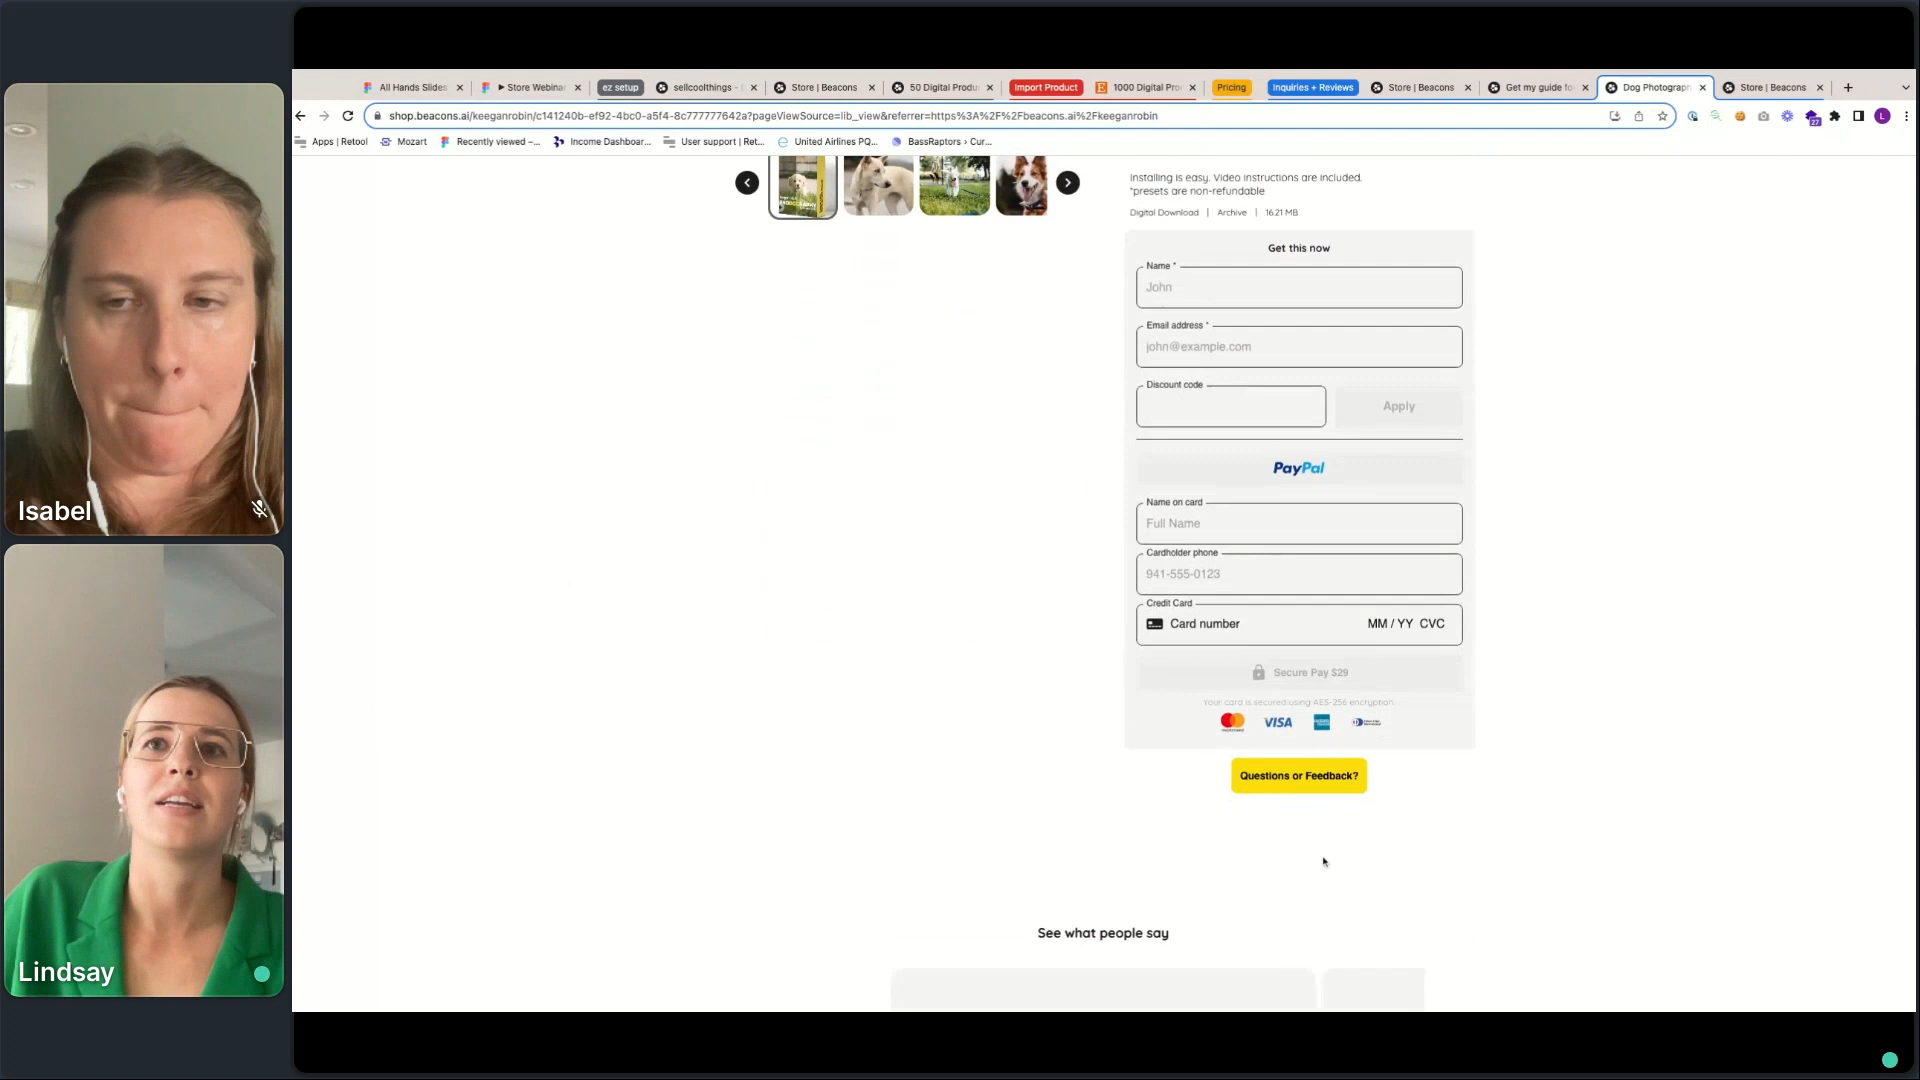 All Hands Slides
Store Webinar
ez setup
sellcoolthings -
Store | Beacons
50 Digital Produ
Import Product
1000 Digital Pro
Pricing
Inquiries + Reviews
Store | Beacons
Get my guide fo
Dog Photograph
Store | Beacons
shop.beacons.ai/keeganrobin/c141240b-ef92-4bc0-a5f4-8c777777642a?pageViewSource=lib_view&referrer=https%3A%2F%2Fbeacons.ai%2Fkeeganrobin
L
27
Apps | Retool
Mozart
Recently viewed –...
Income Dashboar...
User support | Ret...
United Airlines PQ...
BassRaptors › Cur...
Installing is easy. Video instructions are included.
*presets are non-refundable
Digital Download | Archive | 16.21 MB
Get this now
Name *
John
Email address *
john@example.com
Discount code
Apply
PayPal
Name on card
Full Name
Cardholder phone
941-555-0123
Credit Card
Card number MM / YY CVC
Secure Pay $29
Your card is secured using AES-256 encryption.
VISA
Questions or Feedback?
See what people say
Isabel
Lindsay